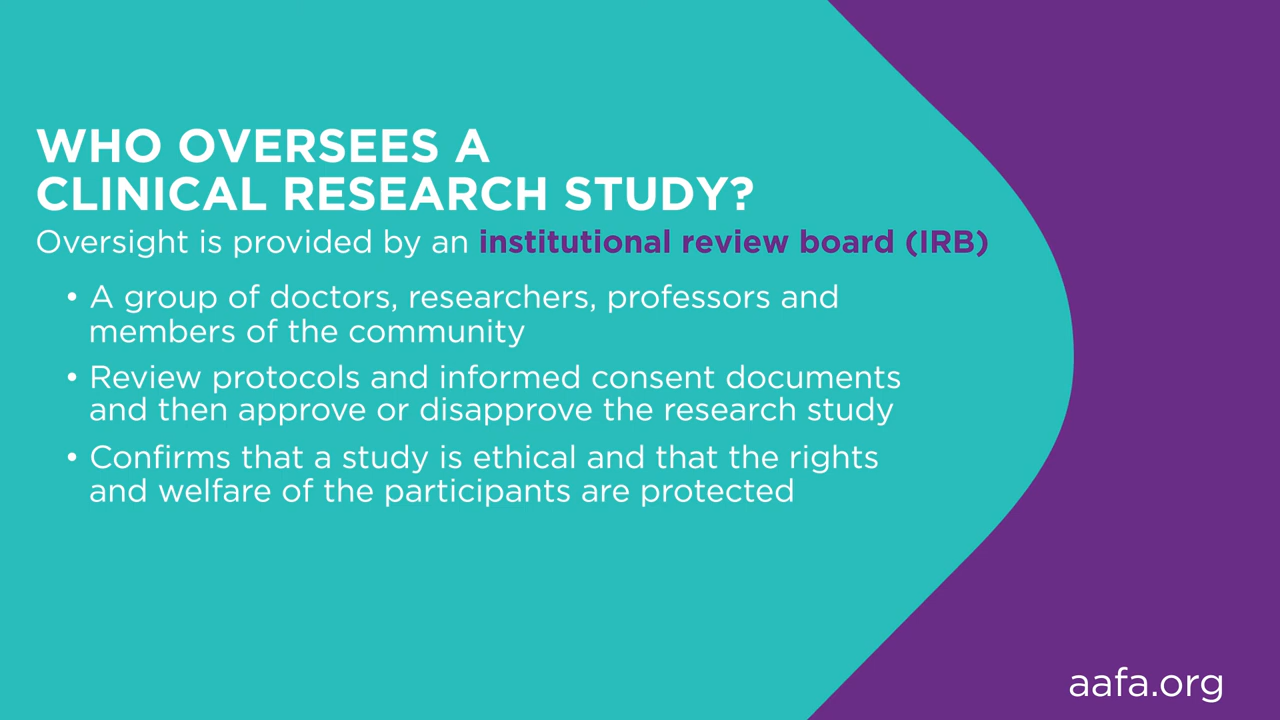 WHO OVERSEES A
CLINICAL RESEARCH STUDY?
Oversight is provided by an institutional review board (IRB)
• A group of doctors, researchers, professors and
members of the community
• Review protocols and informed consent documents
and then approve or disapprove the research study
• Confirms that a study is ethical and that the rights
and welfare of the participants are protected
aafa.org